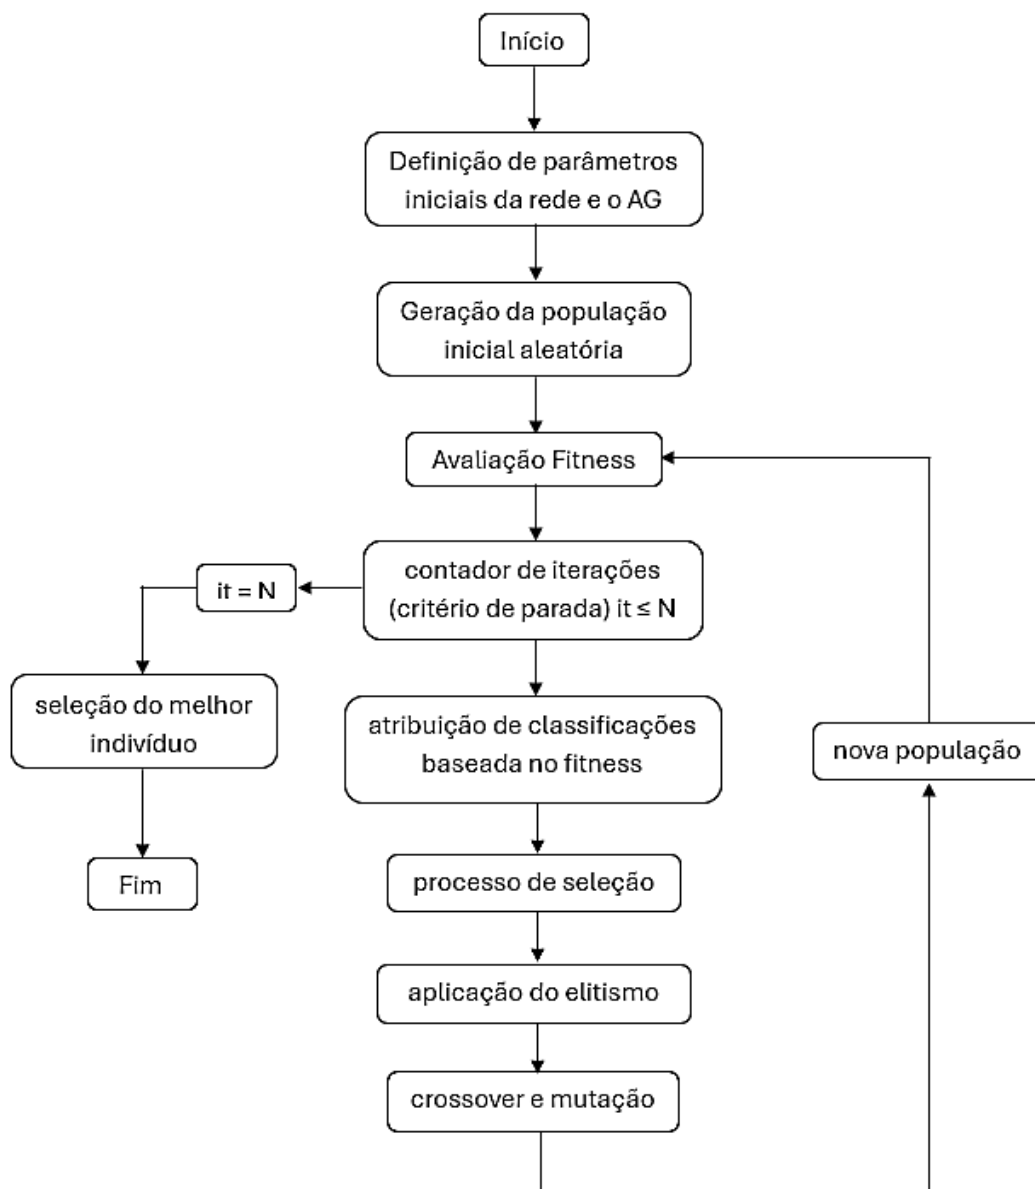 Início
Definição de parâmetros
iniciais da rede e o AG
Geração da população
inicial aleatória
Avaliação Fitness
contador de iterações
(critério de parada) it ≤ N
it = N
seleção do melhor
indivíduo
Fim
atribuição de classificações
baseada no fitness
nova população
processo de seleção
aplicação do elitismo
crossover e mutação